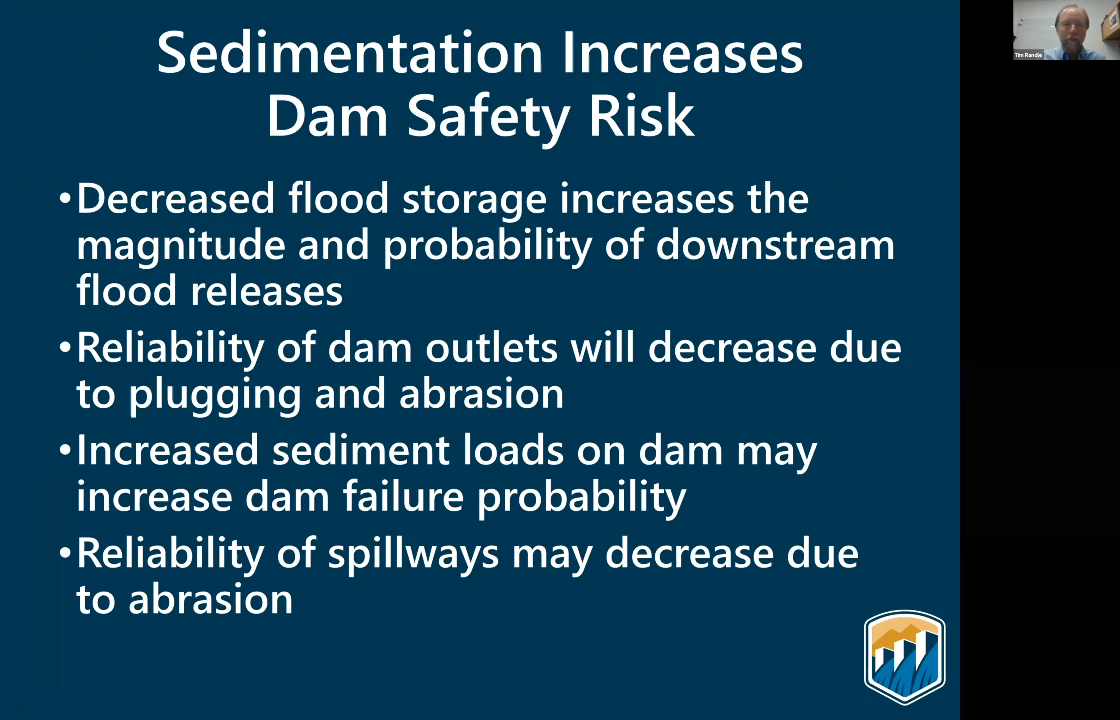 Sedimentation Increases
Dam Safety Risk
•Decreased flood storage increases the
magnitude and probability of downstream
flood releases
•Reliability of dam outlets will decrease due
to plugging and abrasion
•Increased sediment loads on dam may
increase dam failure probability
•Reliability of spillways may decrease due
to abrasion
Tim Randle